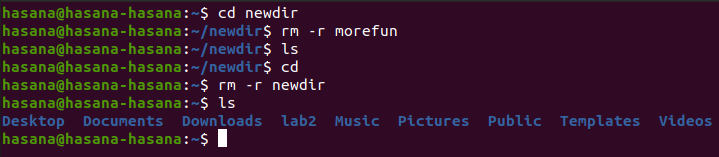 hasana@hasana-hasana:~$ cd newdir
hasana@hasana-hasana:~/newdir$ rm -r morefun
hasana@hasana-hasana:~/newdir$ ls
hasana@hasana-hasana:~/newdir$ cd
hasana@hasana-hasana:~$ rm -r newdir
hasana@hasana-hasana:~$ ls
Desktop  Documents  Downloads  lab2  Music  Pictures  Public  Templates  Videos
hasana@hasana-hasana:~$